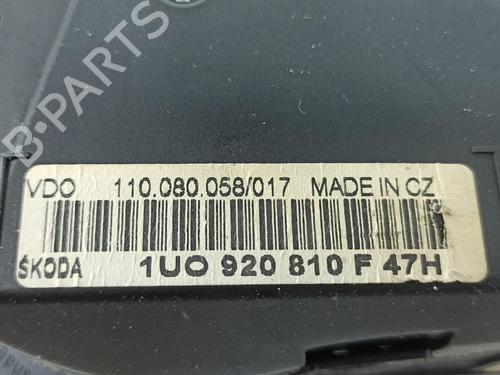 B-PARTS
VDO 110.080.058/017 MADE IN CZ
ŠKODA 1U0 920 810 F 47H